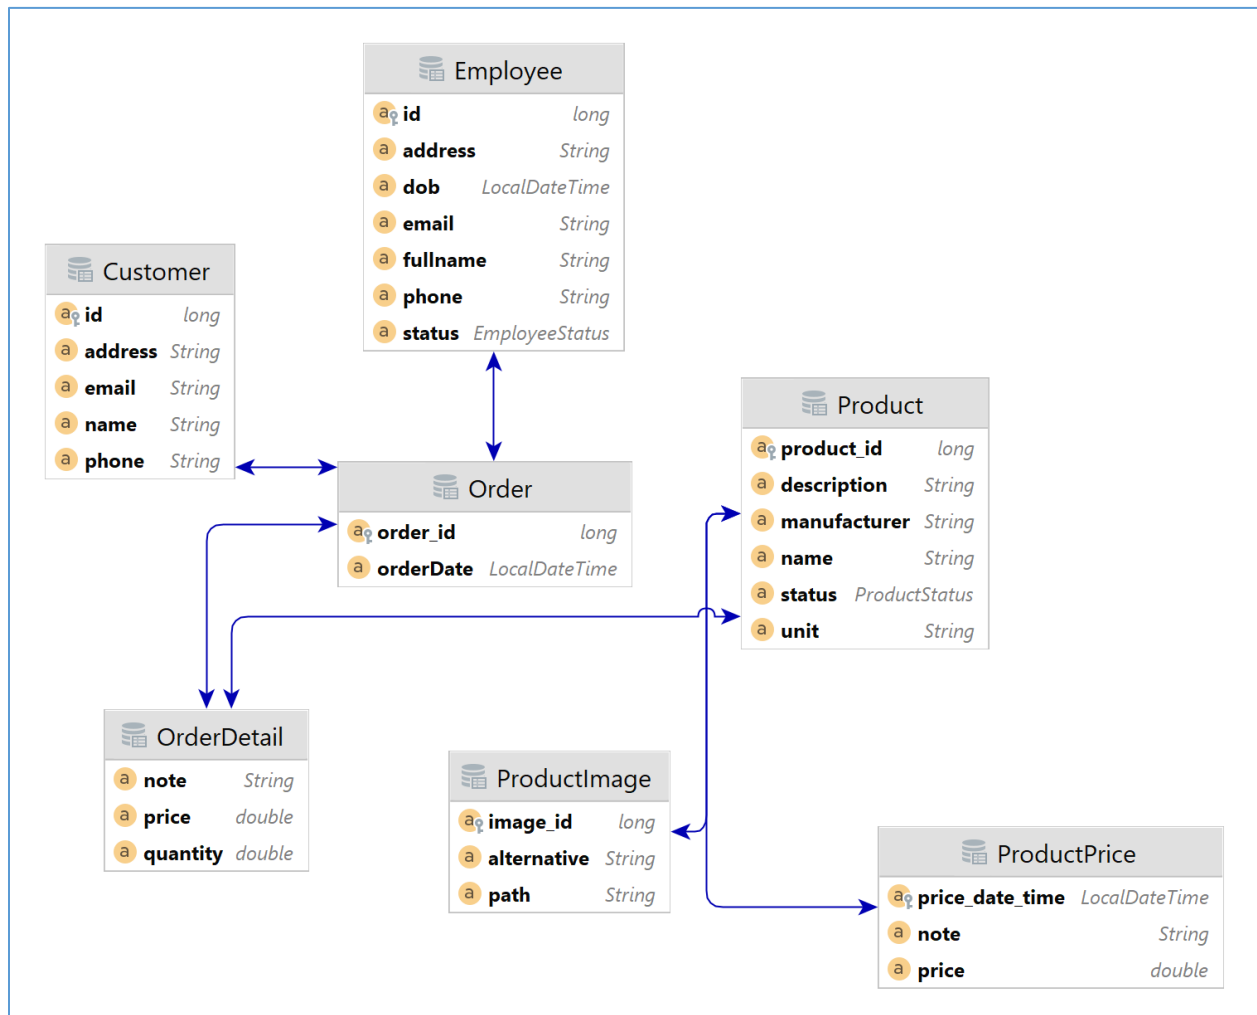 Employee
id long
address String
dob LocalDateTime
email String
fullname String
phone String
status EmployeeStatus
Customer
id long
address String
email String
name String
phone String
Product
product_id long
description String
manufacturer String
name String
status ProductStatus
unit String
Order
order_id long
orderDate LocalDateTime
OrderDetail
note String
price double
quantity double
ProductImage
image_id long
alternative String
path String
ProductPrice
price_date_time LocalDateTime
note String
price double